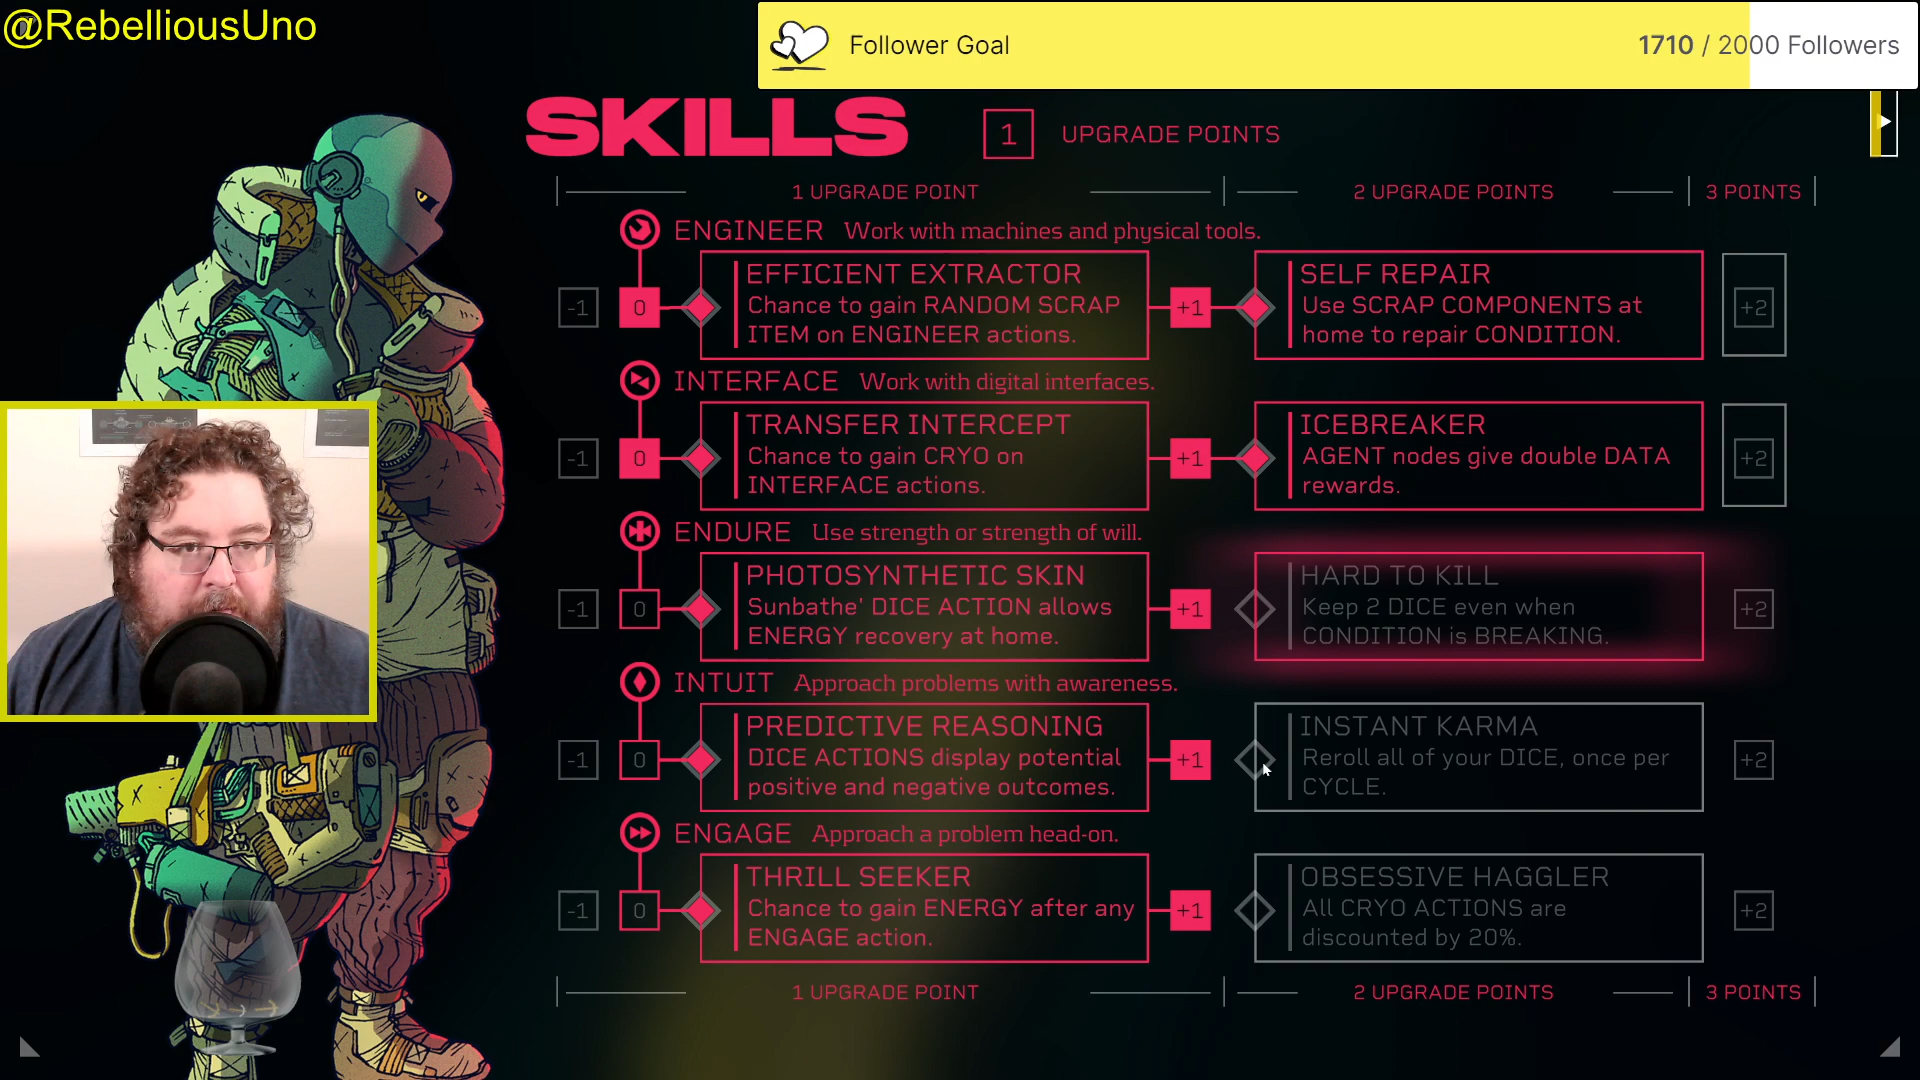 @RebelliousUno
Follower Goal
1710 / 2000 Followers
SKILLS
1
UPGRADE POINTS
1 UPGRADE POINT
2 UPGRADE POINTS
3 POINTS
ENGINEER Work with machines and physical tools.
-1
0
EFFICIENT EXTRACTOR
Chance to gain RANDOM SCRAP
ITEM on ENGINEER actions.
+1
SELF REPAIR
Use SCRAP COMPONENTS at
home to repair CONDITION.
+2
INTERFACE Work with digital interfaces.
-1
0
TRANSFER INTERCEPT
Chance to gain CRYO on
INTERFACE actions.
+1
ICEBREAKER
AGENT nodes give double DATA
rewards.
+2
ENDURE Use strength or strength of will.
-1
0
PHOTOSYNTHETIC SKIN
Sunbathe' DICE ACTION allows
ENERGY recovery at home.
+1
HARD TO KILL
Keep 2 DICE even when
CONDITION is BREAKING.
+2
INTUIT Approach problems with awareness.
-1
0
PREDICTIVE REASONING
DICE ACTIONS display potential
positive and negative outcomes.
+1
INSTANT KARMA
Reroll all of your DICE, once per
CYCLE.
+2
ENGAGE Approach a problem head-on.
-1
0
THRILL SEEKER
Chance to gain ENERGY after any
ENGAGE action.
+1
OBSESSIVE HAGGLER
All CRYO ACTIONS are
discounted by 20%.
+2
1 UPGRADE POINT
2 UPGRADE POINTS
3 POINTS